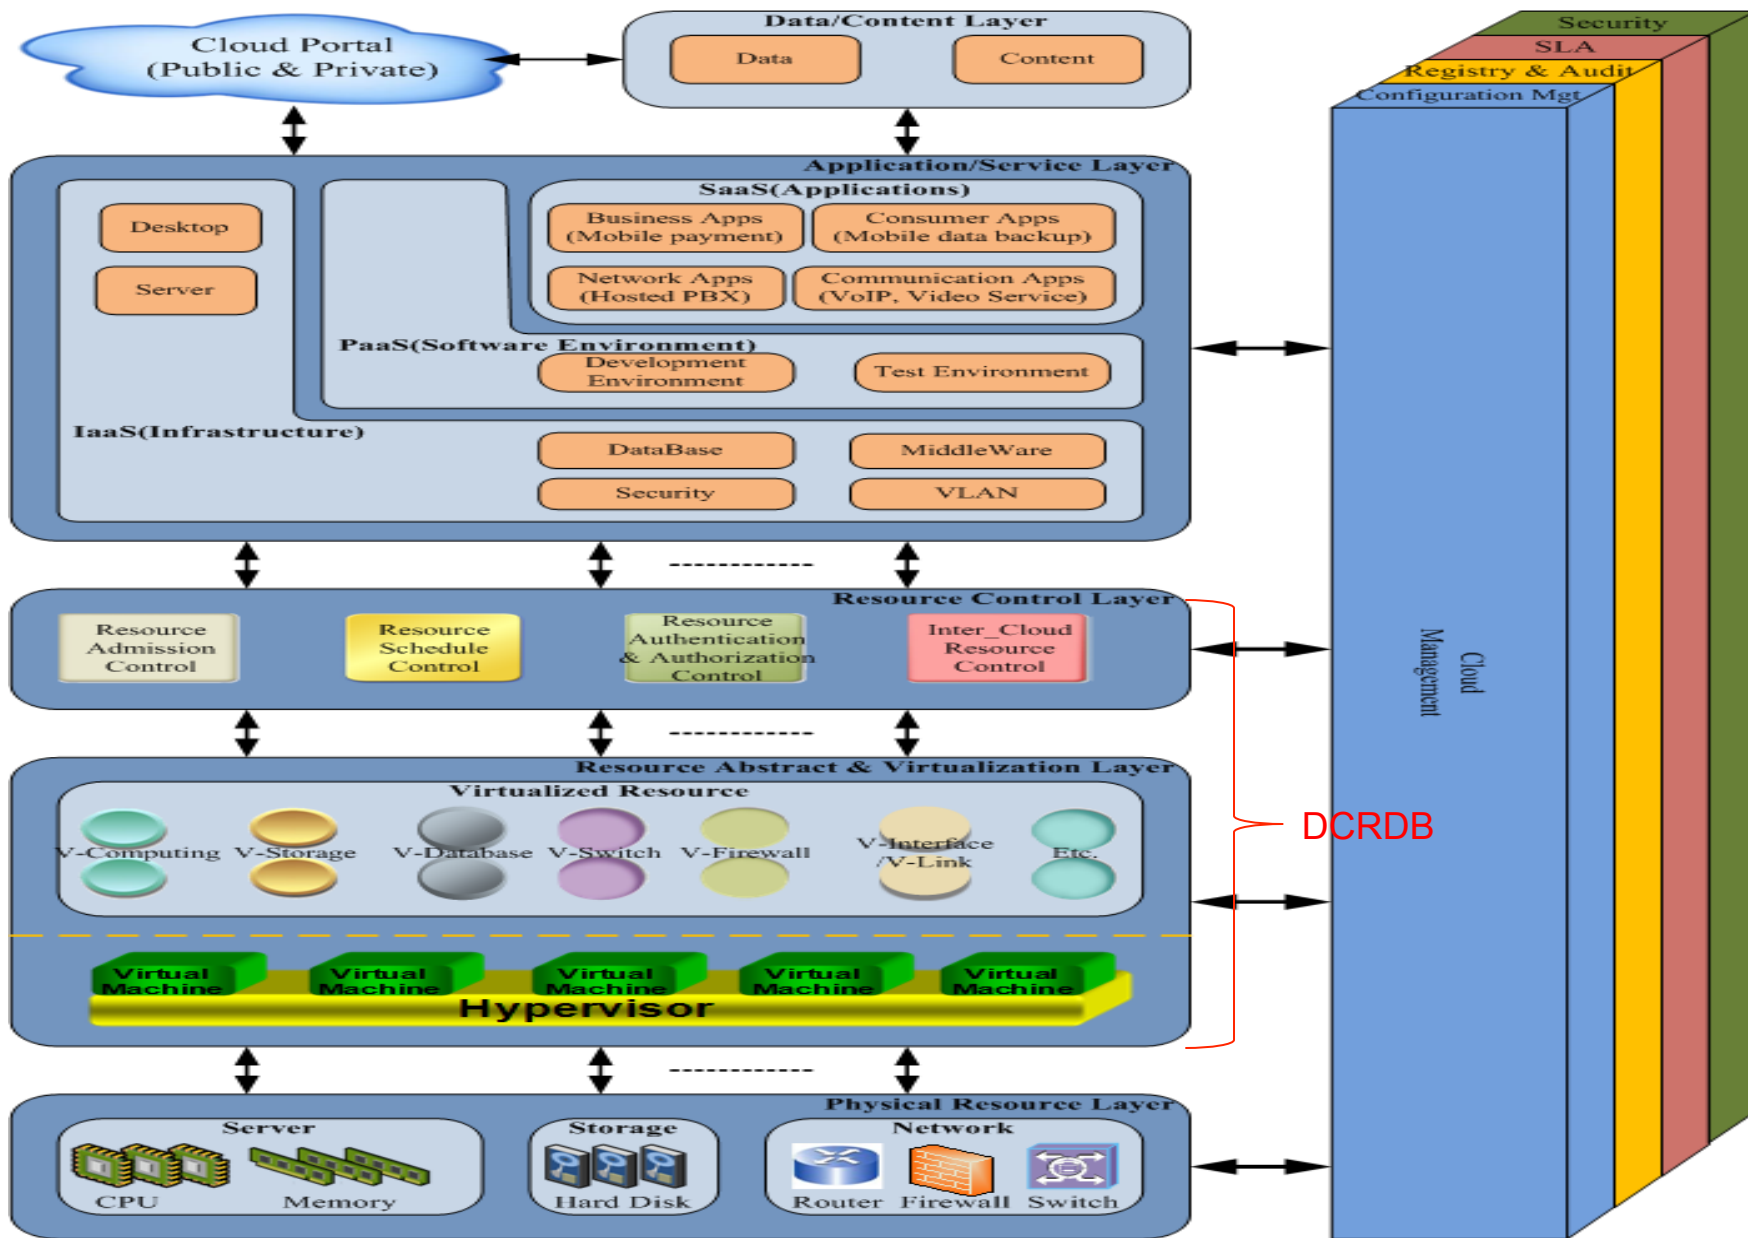 Cloud Portal
(Public & Private)
Data/Content Layer
Data
Content
Security
SLA
Registry & Audit
Configuration Mgt
Application/Service Layer
SaaS(Applications)
Desktop
Server
Business Apps
(Mobile payment)
Consumer Apps
(Mobile data backup)
Network Apps
(Hosted PBX)
Communication Apps
(VoIP, Video Service)
PaaS(Software Environment)
Development
Environment
Test Environment
IaaS(Infrastructure)
DataBase
MiddleWare
Security
VLAN
Resource Control Layer
Resource
Admission
Control
Resource
Schedule
Control
Resource
Authentication
& Authorization
Control
Inter_Cloud
Resource
Control
Cloud
Management
Resource Abstract & Virtualization Layer
Virtualized Resource
V-Computing
V-Storage
V-Database
V-Switch
V-Firewall
V-Interface
/V-Link
Etc.
DCRDB
Virtual
Machine
Virtual
Machine
Virtual
Machine
Virtual
Machine
Virtual
Machine
Hypervisor
Physical Resource Layer
Server
CPU
Memory
Storage
Hard Disk
Network
Router
Firewall
Switch